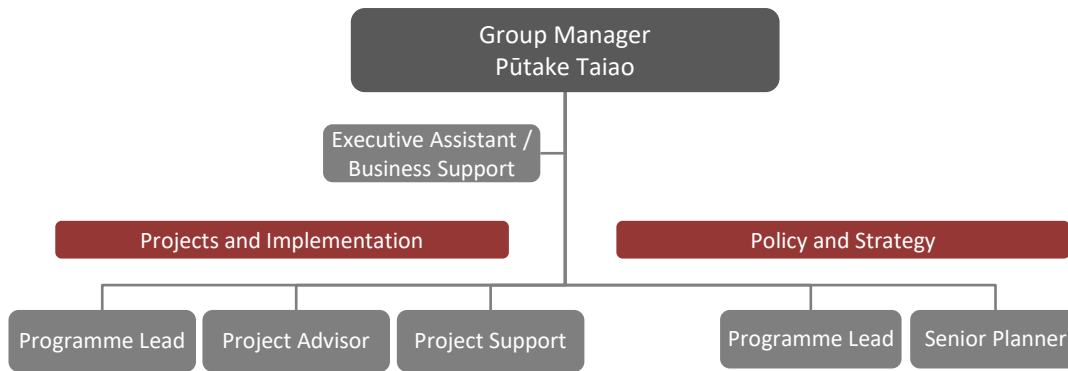 Group Manager
Pūtake Taiao
Executive Assistant /
Business Support
Projects and Implementation
Policy and Strategy
Programme Lead
Project Advisor
Project Support
Programme Lead
Senior Planner